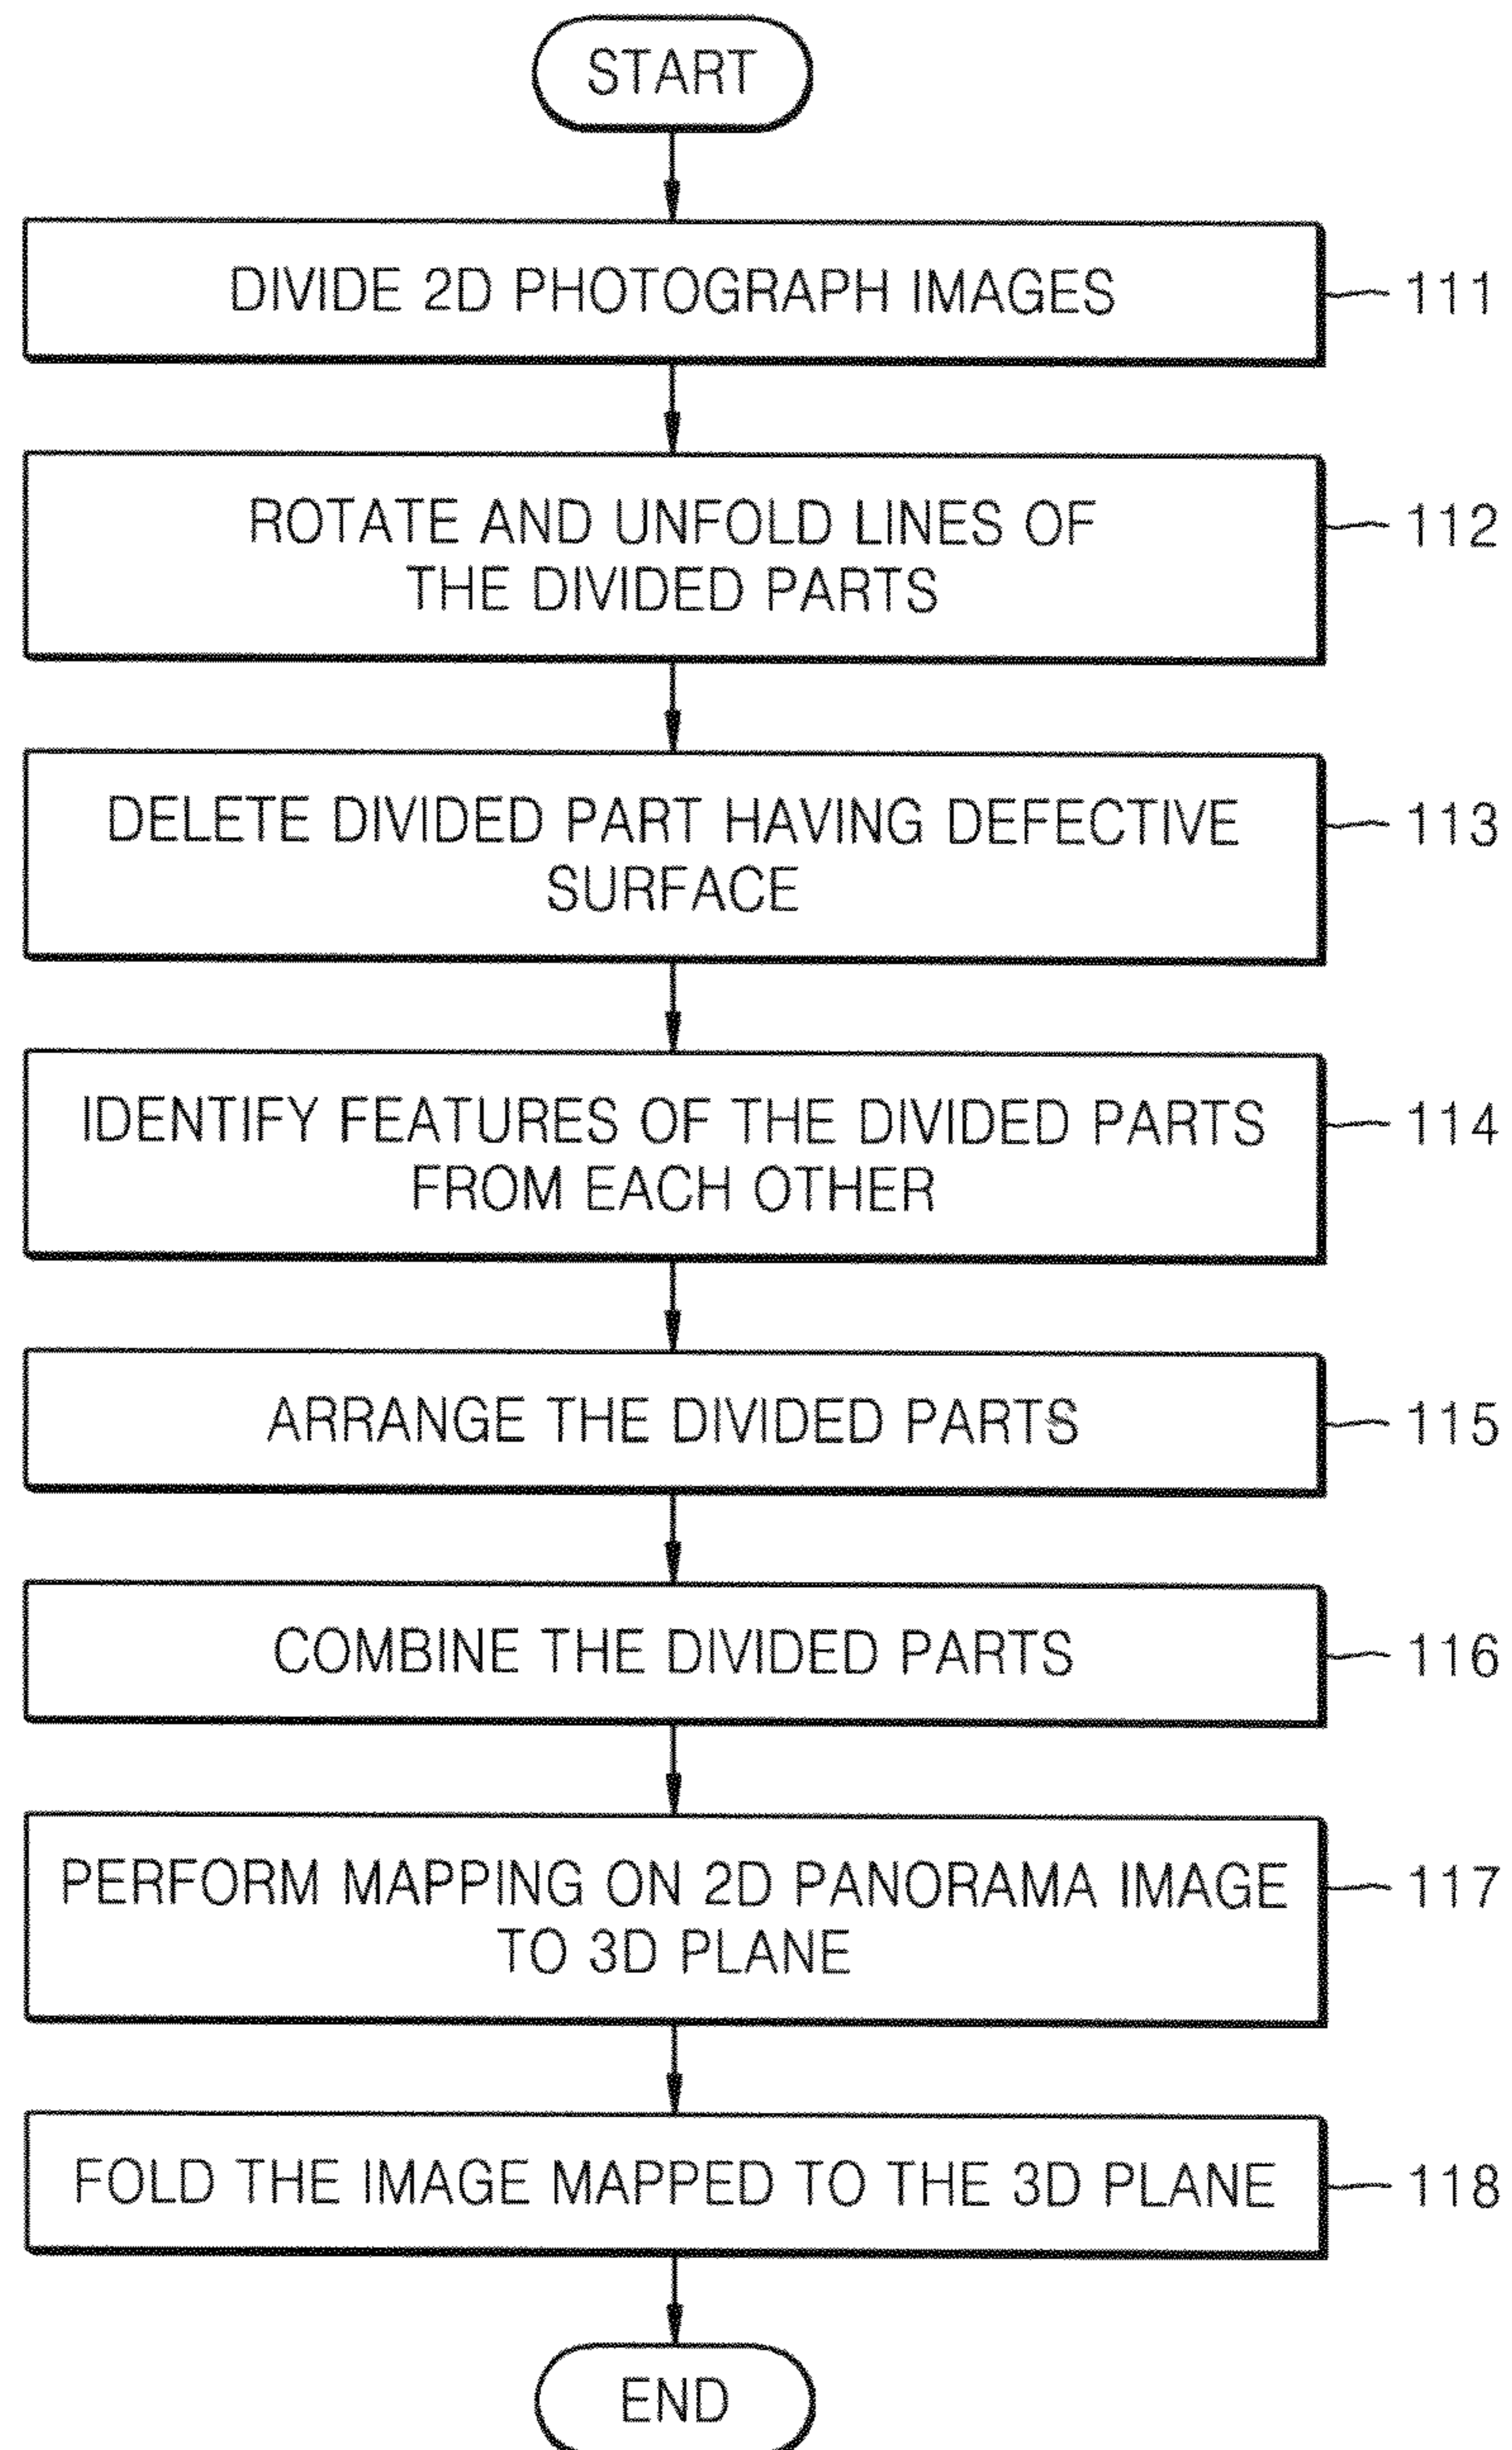 START
DIVIDE 2D PHOTOGRAPH IMAGES
111
ROTATE AND UNFOLD LINES OF
THE DIVIDED PARTS
112
DELETE DIVIDED PART HAVING DEFECTIVE
SURFACE
113
IDENTIFY FEATURES OF THE DIVIDED PARTS
FROM EACH OTHER
114
ARRANGE THE DIVIDED PARTS
115
COMBINE THE DIVIDED PARTS
116
PERFORM MAPPING ON 2D PANORAMA IMAGE
TO 3D PLANE
117
FOLD THE IMAGE MAPPED TO THE 3D PLANE
118
END